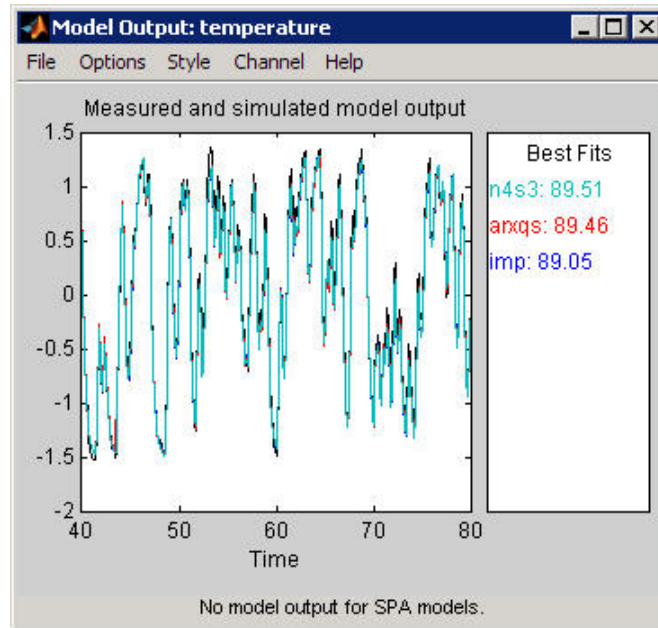 Model Output: temperature
File Options Style Channel Help
Measured and simulated model output
1.5
1
0.5
0
-0.5
-1
-1.5
-2
40 50 60 70 80
Time
Best Fits
n4s3: 89.51
arxqs: 89.46
imp: 89.05
No model output for SPA models.